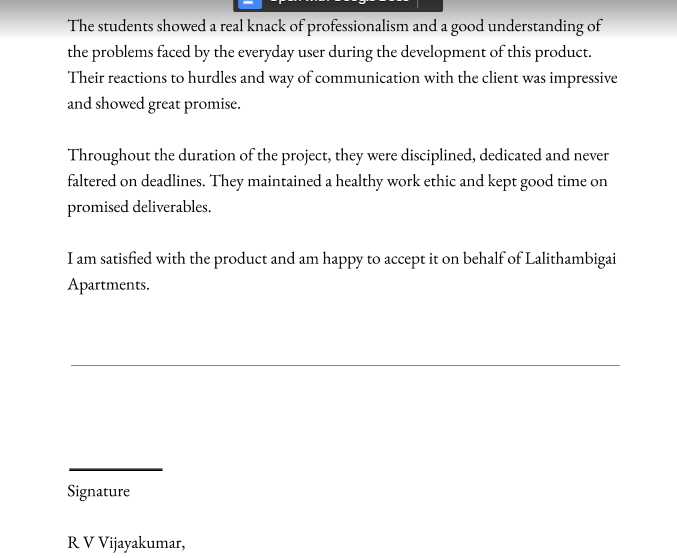 The students showed a real knack of professionalism and a good understanding of
the problems faced by the everyday user during the development of this product.
Their reactions to hurdles and way of communication with the client was impressive
and showed great promise.
Throughout the duration of the project, they were disciplined, dedicated and never
faltered on deadlines. They maintained a healthy work ethic and kept good time on
promised deliverables.
I am satisfied with the product and am happy to accept it on behalf of Lalithambigai
Apartments.
Signature
R V Vijayakumar,